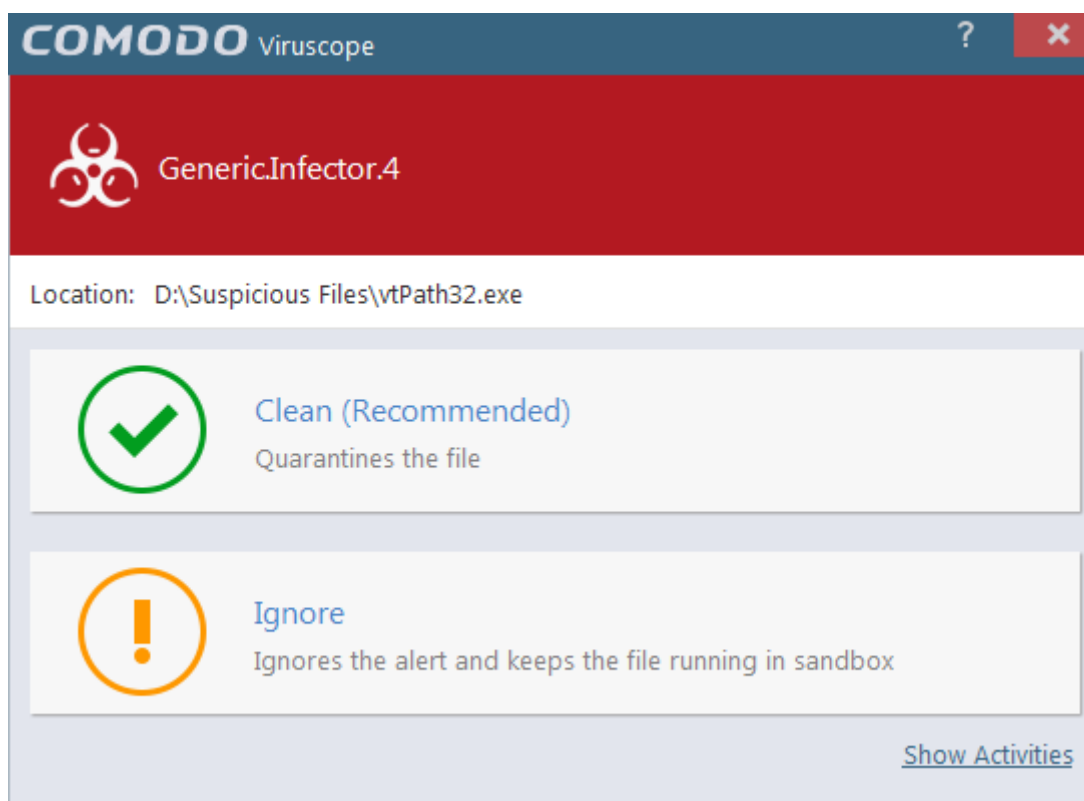 COMODO Viruscope ?
Generic.Infector.4
Location: D:\Suspicious Files\vtPath32.exe
Clean (Recommended)
Quarantines the file
Ignore
Ignores the alert and keeps the file running in sandbox
Show Activities